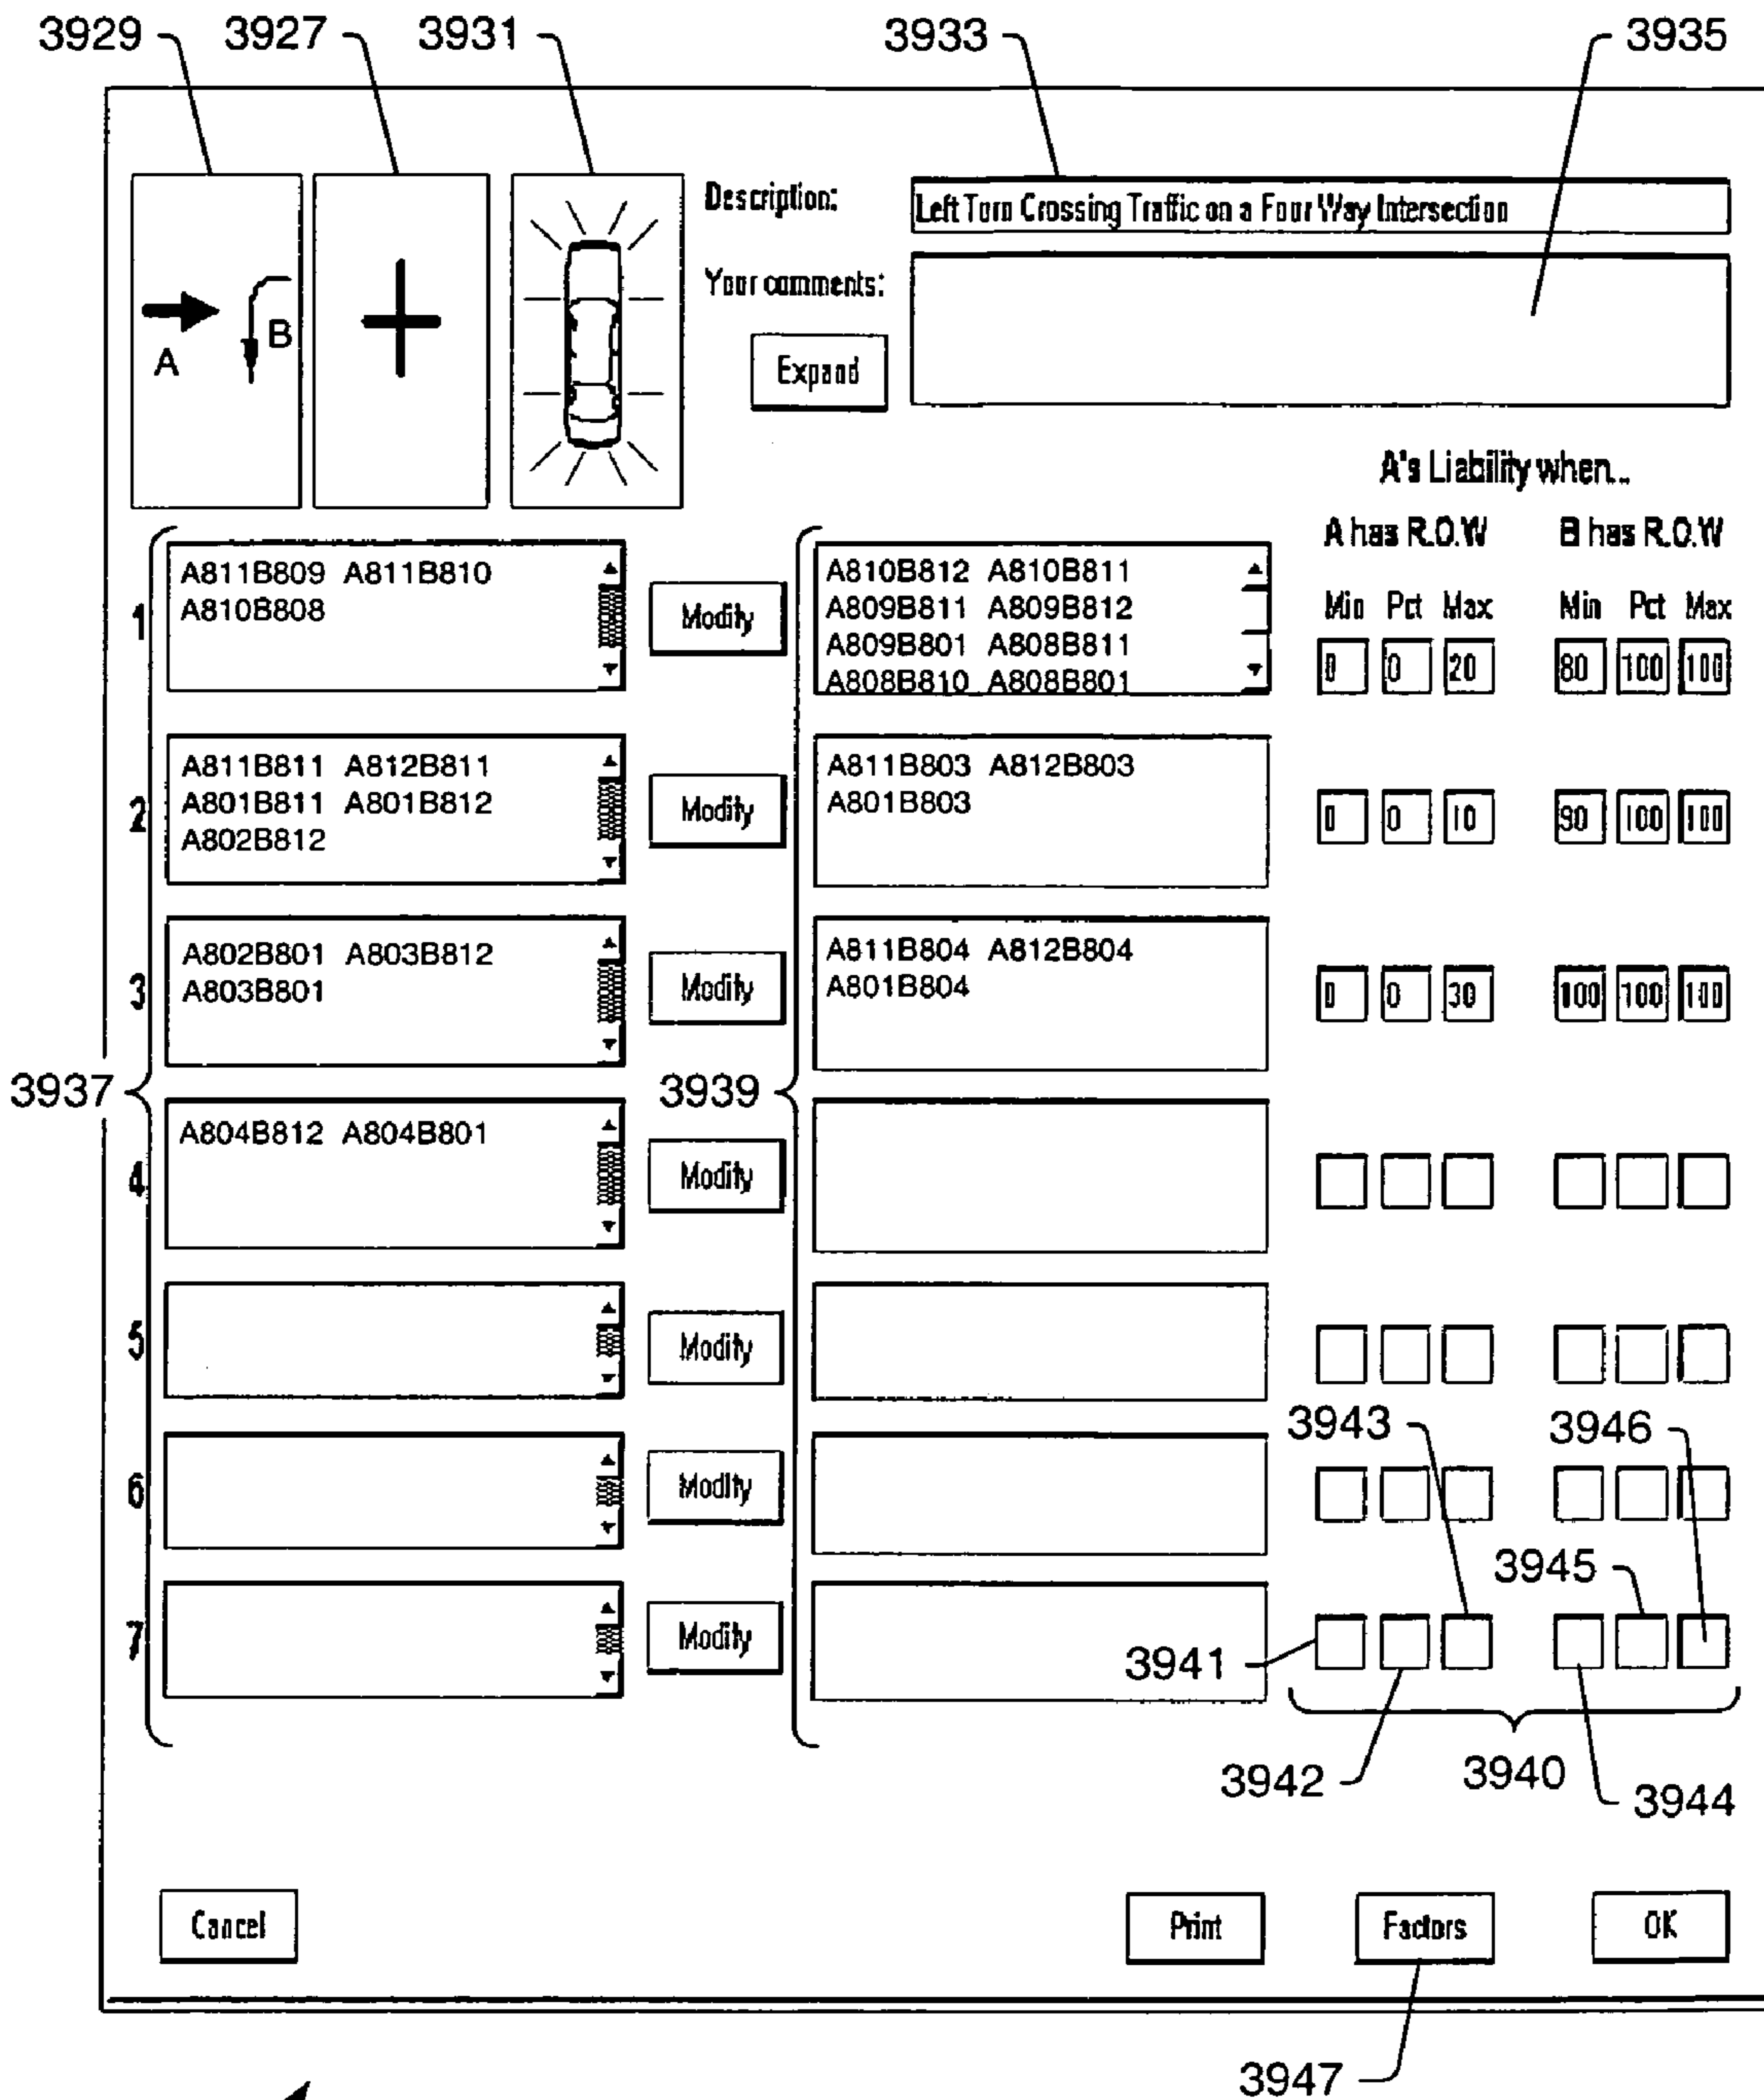 3929 3927 3931 3933 3935
Description:
Left Turn Crossing Traffic on a Four Way Intersection
Your comments:
Expand
A
B
A's Liability when...
A has R.O.W B has R.O.W
Min Pct Max Min Pct Max
1
A811B809 A811B810
A810B808
Modify
A810B812 A810B811
A809B811 A809B812
A809B801 A808B811
A808B810 A808B801
0 0 20 80 100 100
2
A811B811 A812B811
A801B811 A801B812
A802B812
Modify
A811B803 A812B803
A801B803
0 0 10 90 100 100
3
A802B801 A803B812
A803B801
Modify
A811B804 A812B804
A801B804
0 0 30 100 100 100
3937
3939
4
A804B812 A804B801
Modify
5
Modify
3943 3946
6
Modify
3945
7
Modify
3941
3942 3940 3944
Cancel Print Factors OK
3947